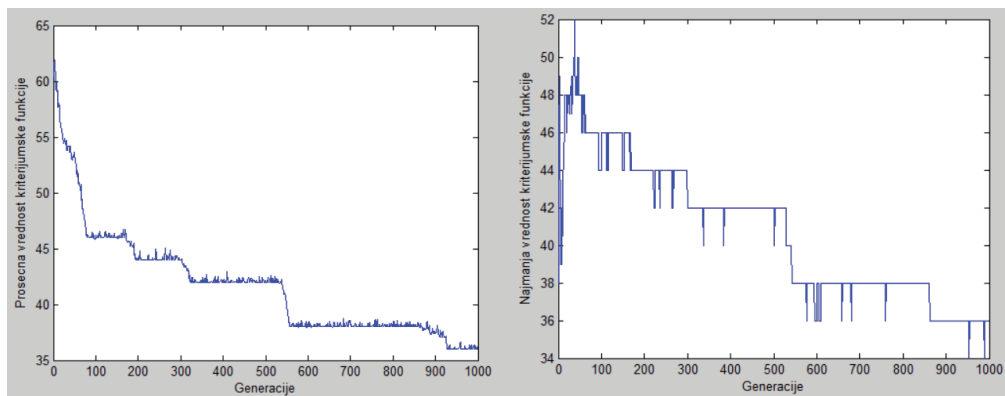 Prosecna vrednost kriterijumske funkcije
65
60
55
50
45
40
35
0 100 200 300 400 500 600 700 800 900 1000
Generacije
Najmanja vrednost kriterijumske funkcije
52
50
48
46
44
42
40
38
36
34
0 100 200 300 400 500 600 700 800 900 1000
Generacije